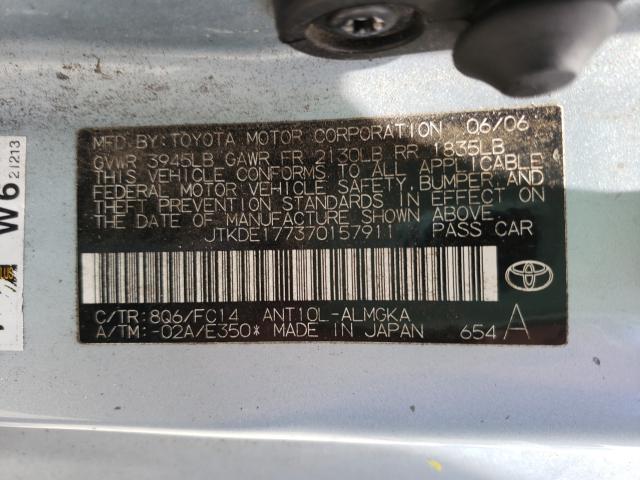 MFD. BY: TOYOTA MOTOR CORPORATION 06/06
GVWR 3945LB GAWR FR 2130LB RR 1835LB
THIS VEHICLE CONFORMS TO ALL APPLICABLE
FEDERAL MOTOR VEHICLE SAFETY, BUMPER, AND
THEFT PREVENTION STANDARDS IN EFFECT ON
THE DATE OF MANUFACTURE SHOWN ABOVE.
JTKDE177370157911 PASS CAR
C/TR: 8Q6/FC14 ANT10L-ALMGKA
A/TM: -02A/E350* MADE IN JAPAN 654 A
W6 21213